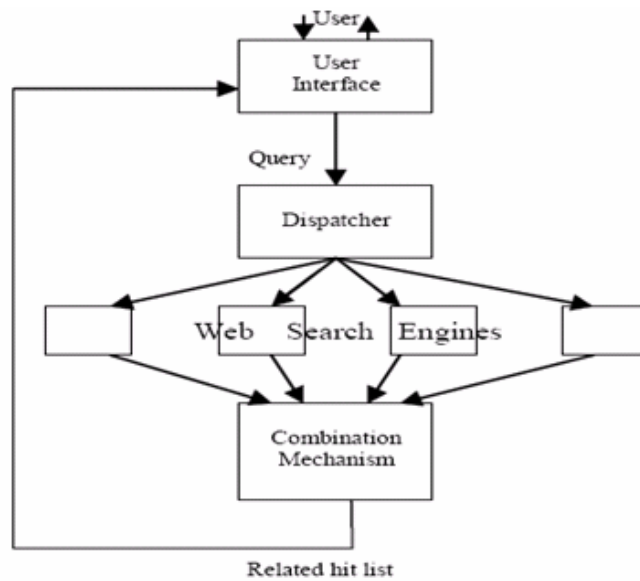 User
User
Interface
Query
Dispatcher
Web Search Engines
Combination
Mechanism
Related hit list